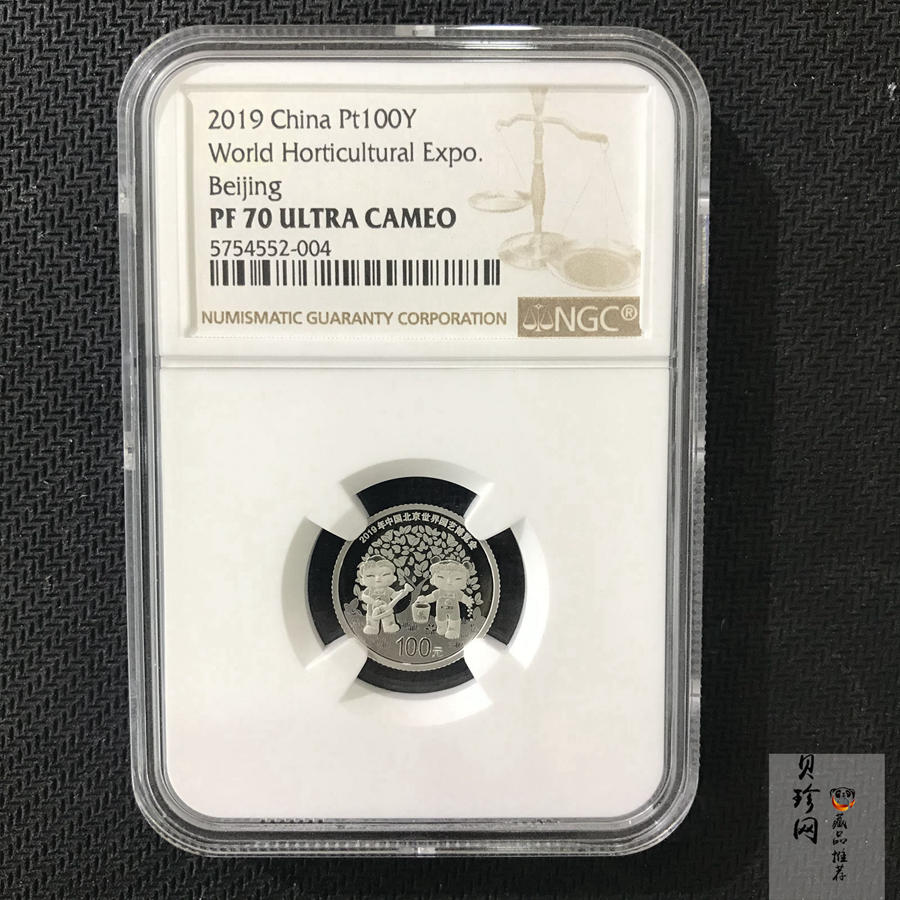 2019 China Pt100Y
World Horticultural Expo.
Beijing
PF 70 ULTRA CAMEO
5754552-004
NUMISMATIC GUARANTY CORPORATION
NGC®
2019年中国北京世界园艺博览会
100元
贝珍网
藏品推荐